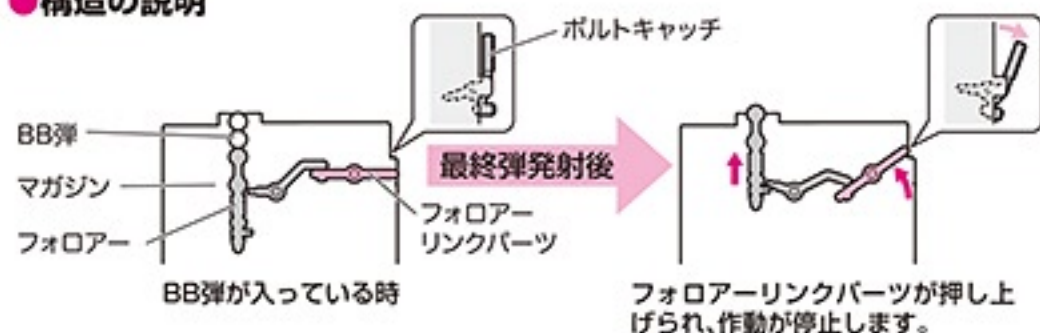 ●構造の説明
ボルトキャッチ
BB弾
マガジン
フォロアー
フォロアー
リンクパーツ
最終弾発射後
BB弾が入っている時
フォロアーリンクパーツが押し上
げられ、作動が停止します。